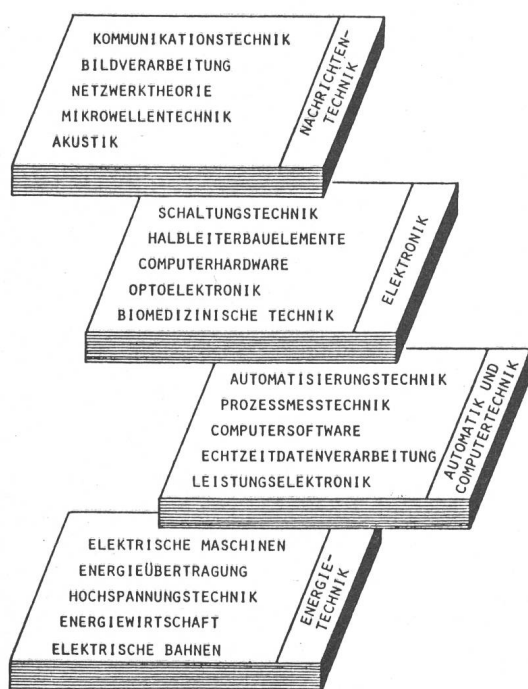 KOMMUNIKATIONSTECHNIK
BILDVERARBEITUNG
NETZWERKTHEORIE
MIKROWELLENTECHNIK
AKUSTIK
NACHRICHTEN-
TECHNIK
SCHALTUNGSTECHNIK
HALBLEITERBAUELEMENTE
COMPUTERHARDWARE
OPTOELEKTRONIK
BIOMEDIZINISCHE TECHNIK
ELEKTRONIK
AUTOMATISIERUNGSTECHNIK
PROZESSMESSTECHNIK
COMPUTERSOFTWARE
ECHTZEITDATENVERARBEITUNG
LEISTUNGSELEKTRONIK
AUTOMATIK UND
COMPUTERTECHNIK
ELEKTRISCHE MASCHINEN
ENERGIEÜBERTRAGUNG
HOCHSPANNUNGSTECHNIK
ENERGIEWIRTSCHAFT
ELEKTRISCHE BAHNEN
ENERGIE-
TECHNIK